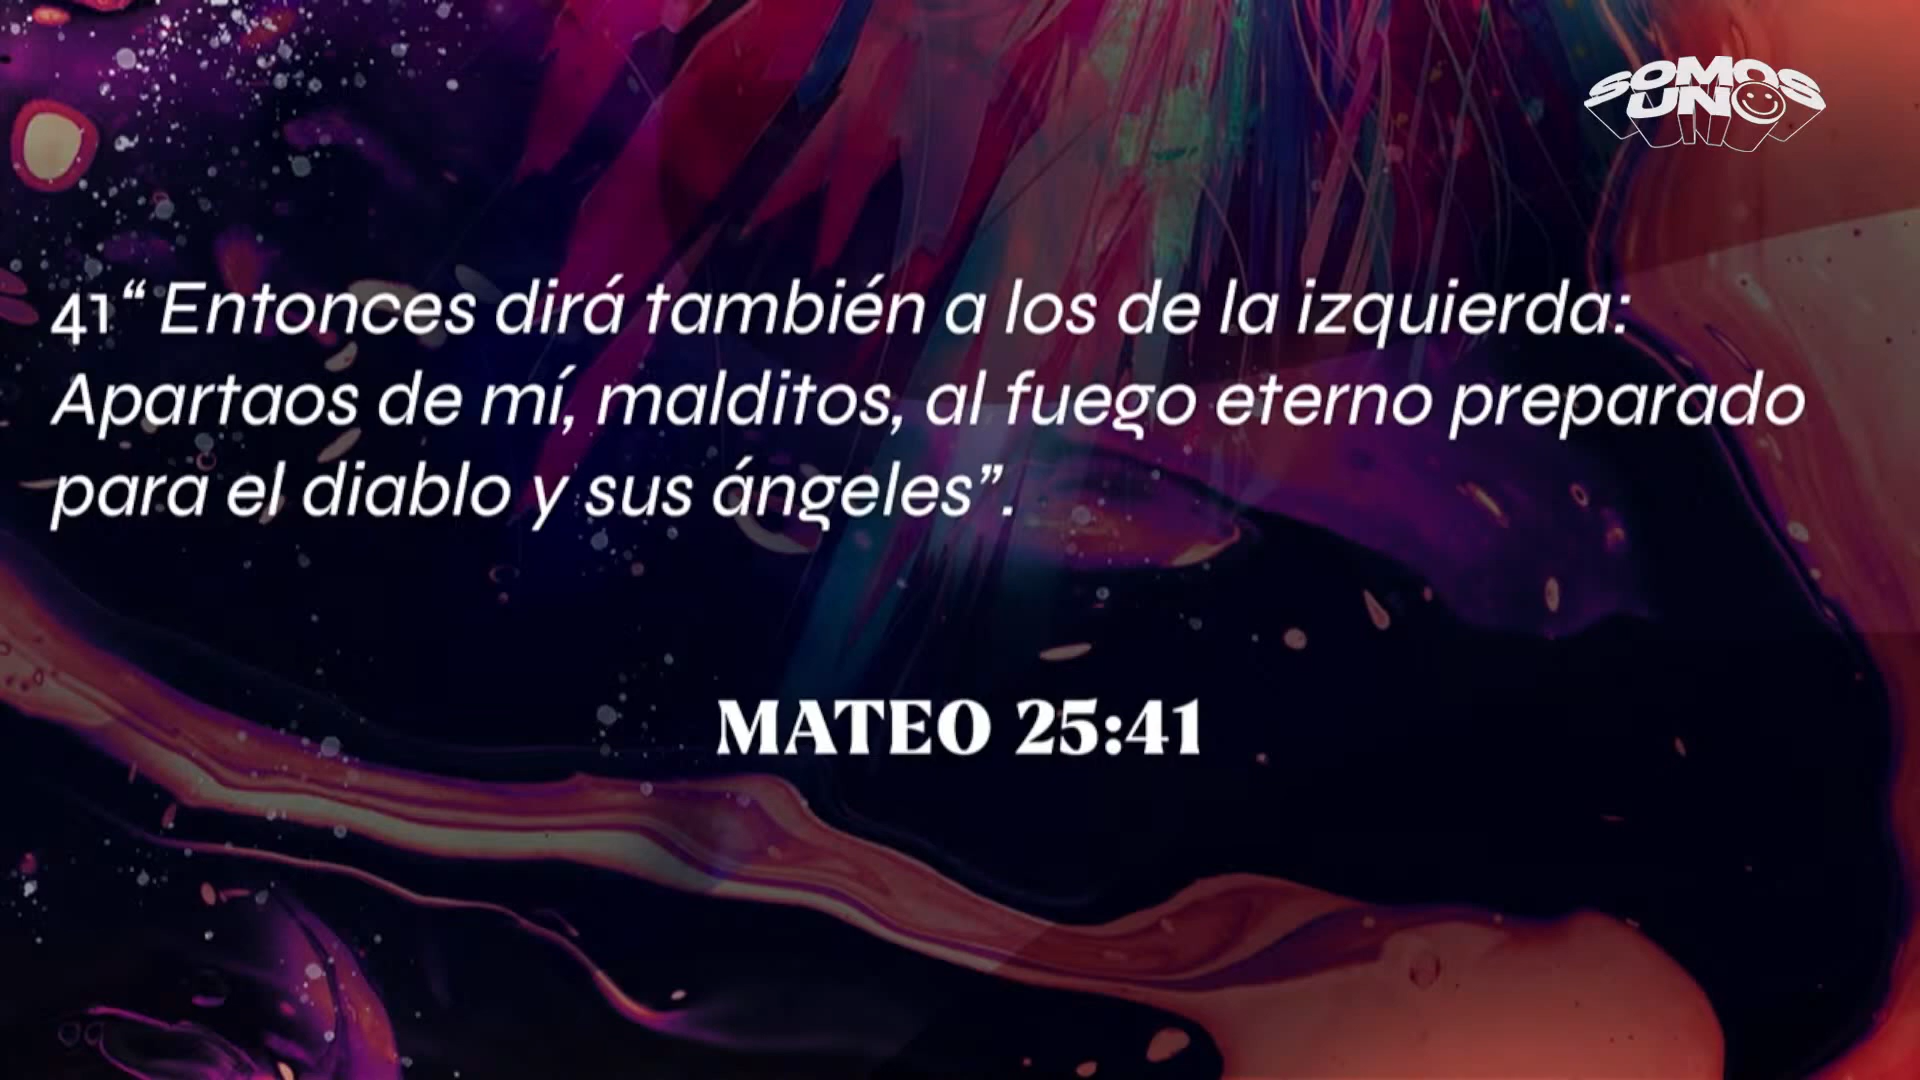 SOMOS
UNO
41 “ Entonces dirá también a los de la izquierda:
Apartaos de mí, malditos, al fuego eterno preparado
para el diablo y sus ángeles”.
MATEO 25:41